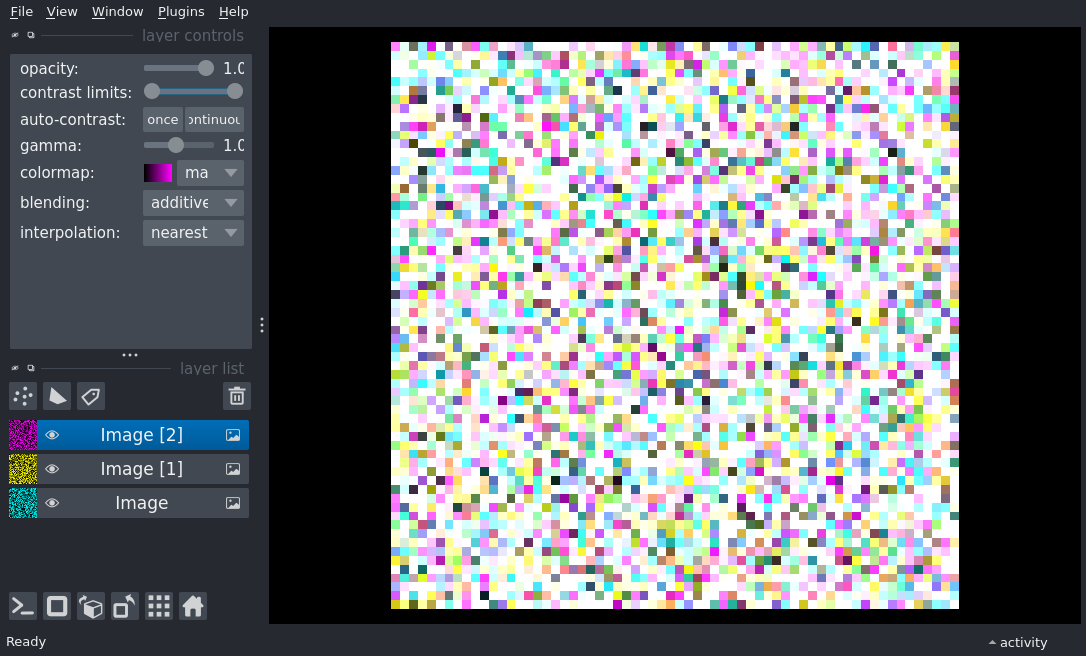 File View Window Plugins Help
layer controls
opacity: 1.0
contrast limits:
auto-contrast: once ontinuou
gamma: 1.0
colormap: ma
blending: additive
interpolation: nearest
layer list
Image [2]
Image [1]
Image
Ready
activity